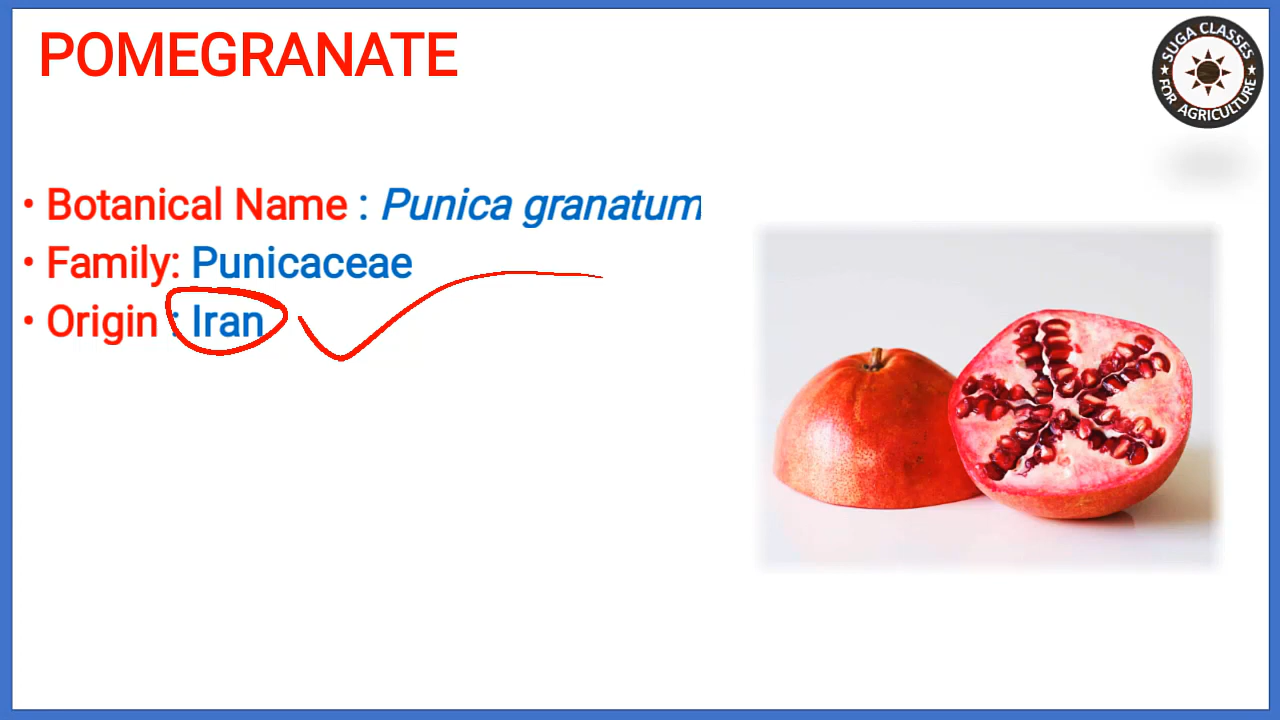 POMEGRANATE
SUGA CLASSES
FOR AGRICULTURE
• Botanical Name : Punica granatum
• Family: Punicaceae
• Origin : Iran